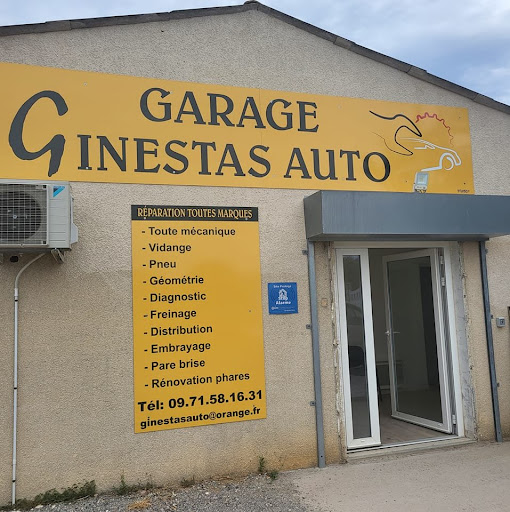 GARAGE
GINESTAS AUTO
RÉPARATION TOUTES MARQUES
- Toute mécanique
- Vidange
- Pneu
- Géométrie
- Diagnostic
- Freinage
- Distribution
- Embrayage
- Pare brise
- Rénovation phares
Tél: 09.71.58.16.31
ginestasauto@orange.fr